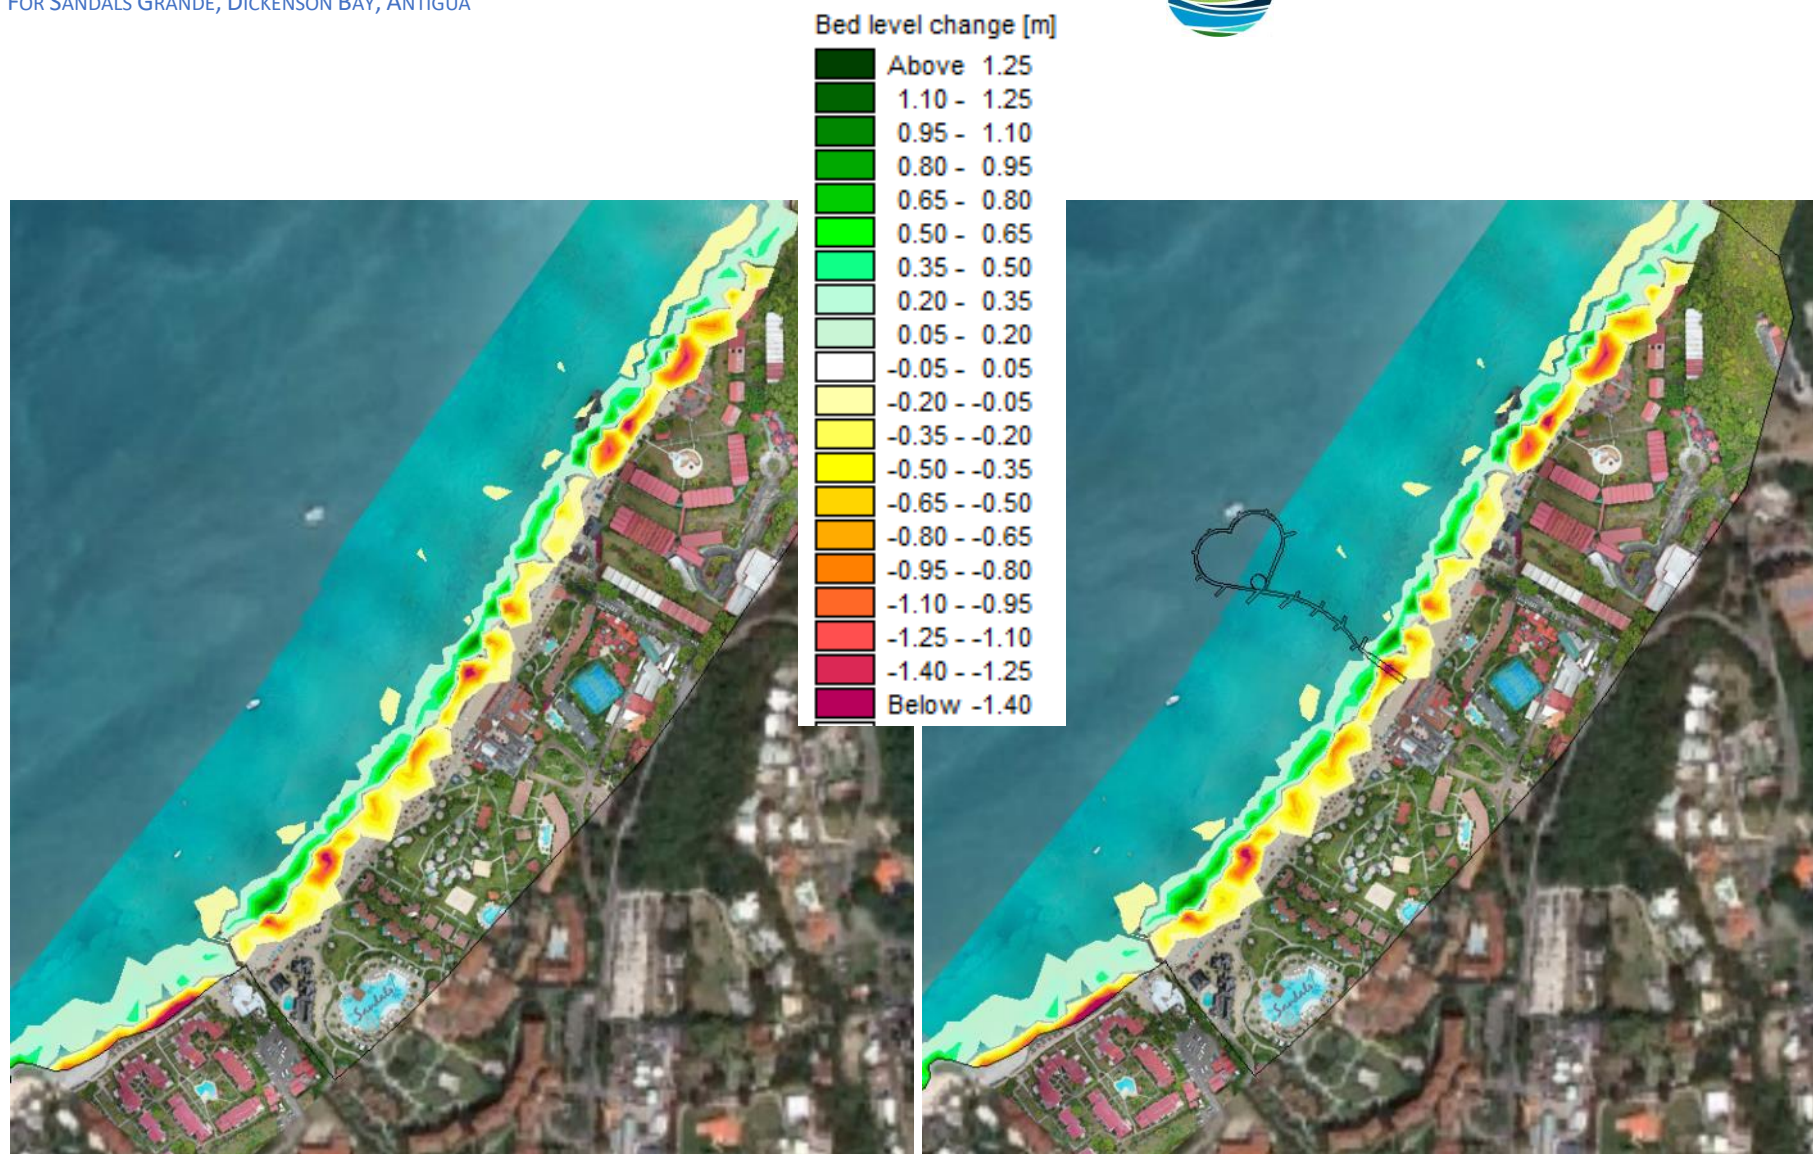 FOR SANDALS GRANDE, DICKENSON BAY, ANTIGUA
Bed level change [m]
Above 1.25
1.10 - 1.25
0.95 - 1.10
0.80 - 0.95
0.65 - 0.80
0.50 - 0.65
0.35 - 0.50
0.20 - 0.35
0.05 - 0.20
-0.05 - 0.05
-0.20 - -0.05
-0.35 - -0.20
-0.50 - -0.35
-0.65 - -0.50
-0.80 - -0.65
-0.95 - -0.80
-1.10 - -0.95
-1.25 - -1.10
-1.40 - -1.25
Below -1.40
Sandals
Sandals